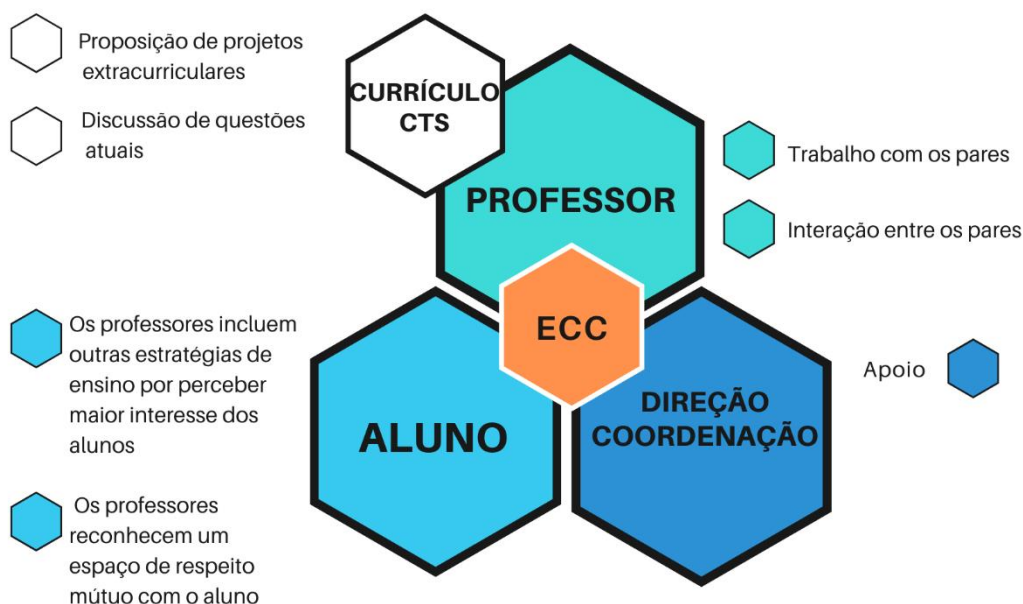 Proposição de projetos
extracurriculares
Discussão de questões
atuais
CURRÍCULO
CTS
PROFESSOR
Trabalho com os pares
Interação entre os pares
ECC
Os professores incluem
outras estratégias de
ensino por perceber
maior interesse dos
alunos
ALUNO
DIREÇÃO
COORDENAÇÃO
Apoio
Os professores
reconhecem um
espaço de respeito
mútuo com o aluno